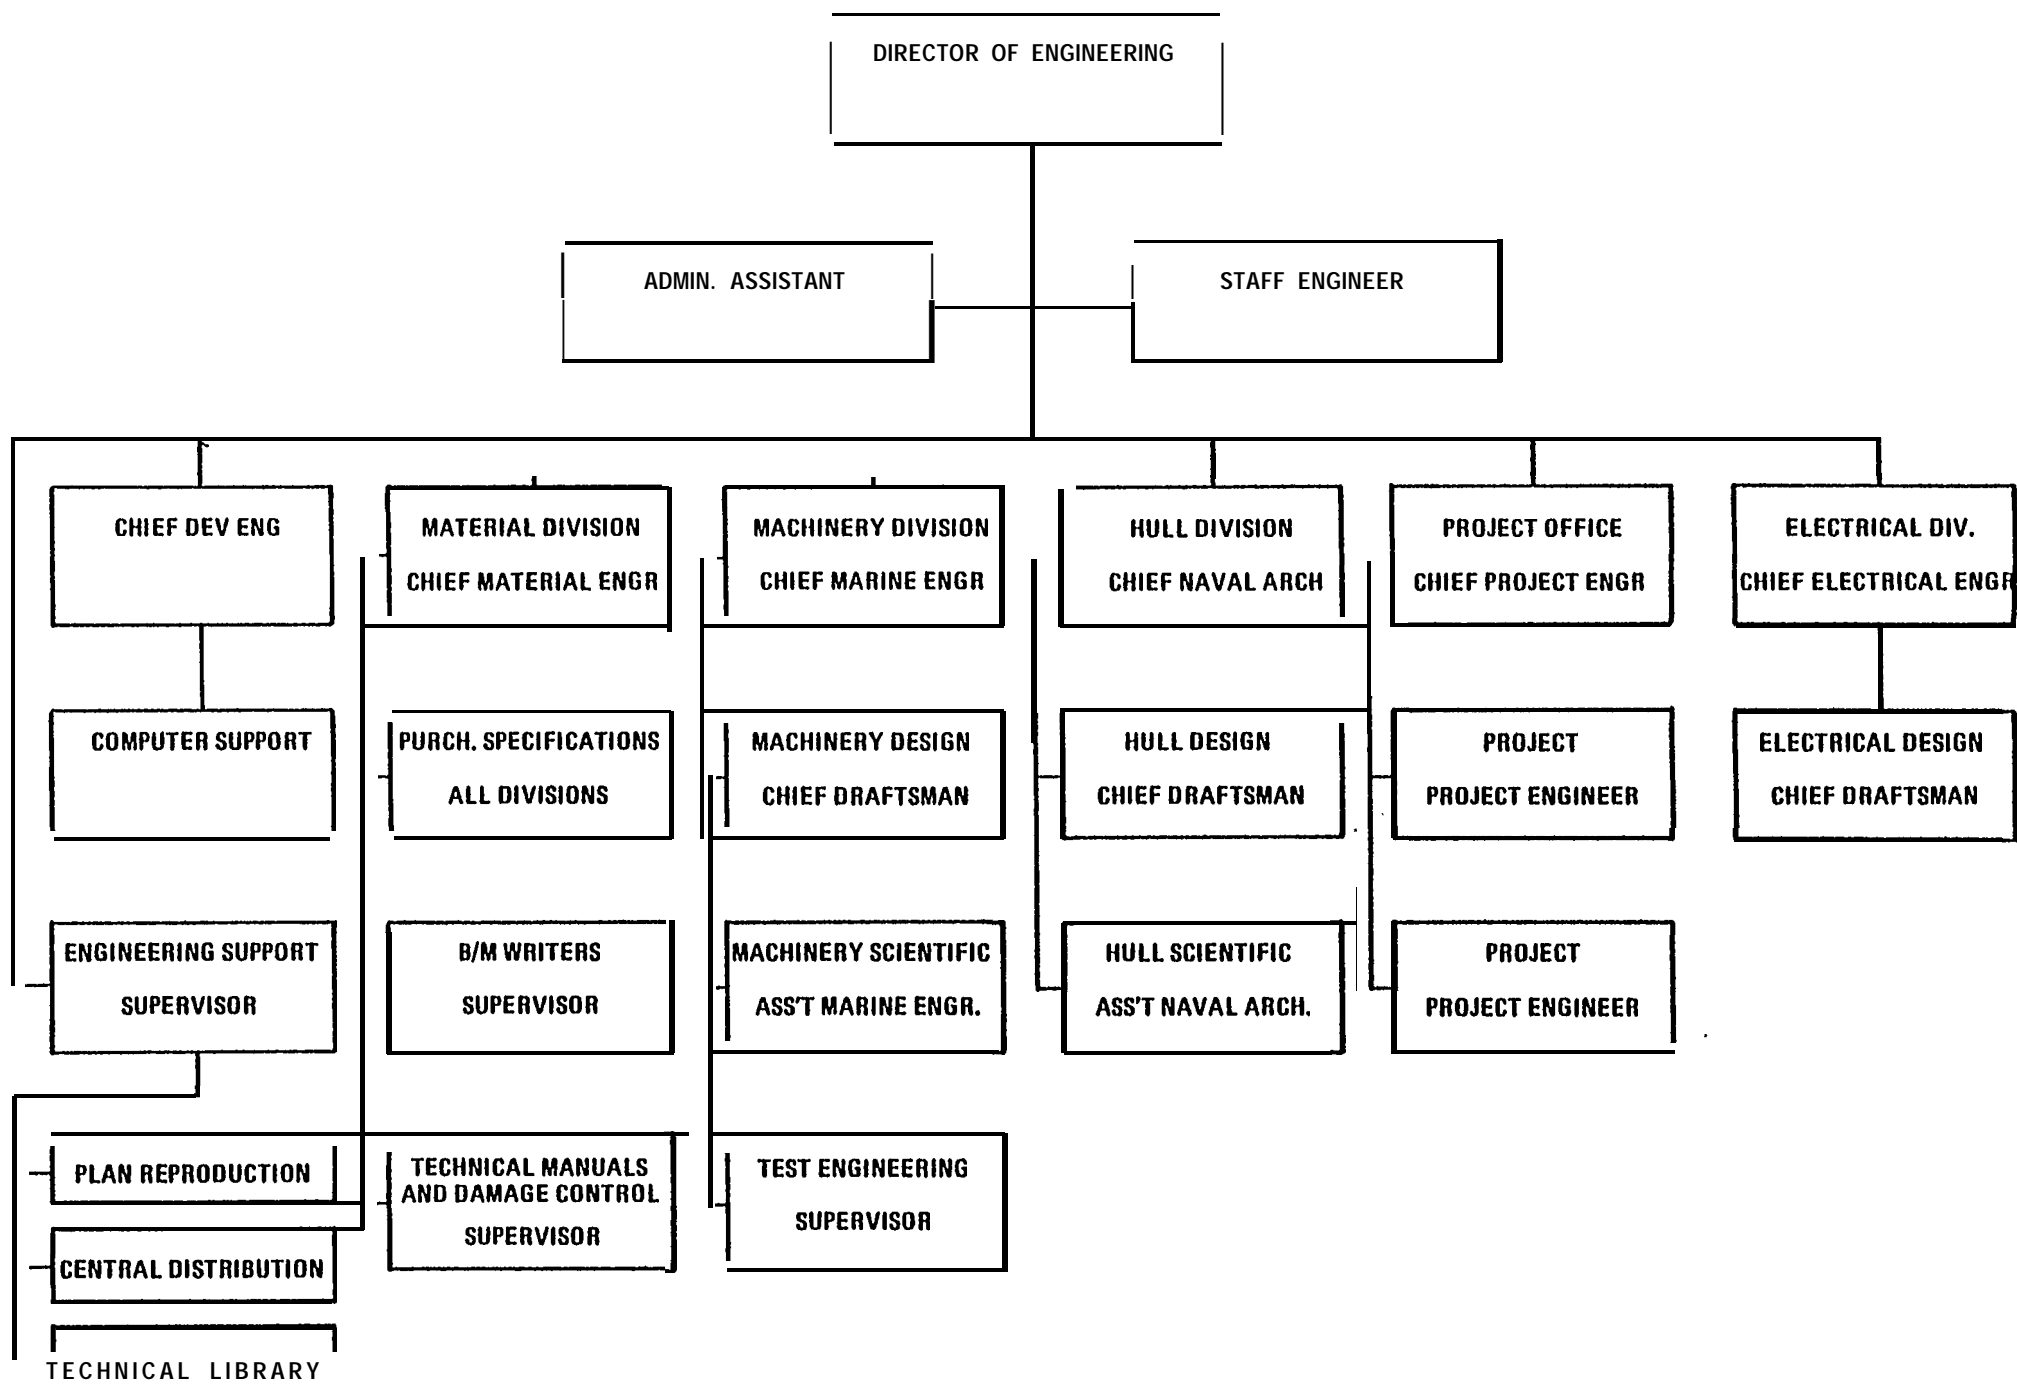 DIRECTOR OF ENGINEERING
ADMIN. ASSISTANT
STAFF ENGINEER
CHIEF DEV ENG
MATERIAL DIVISION
CHIEF MATERIAL ENGR
MACHINERY DIVISION
CHIEF MARINE ENGR
HULL DIVISION
CHIEF NAVAL ARCH
PROJECT OFFICE
CHIEF PROJECT ENGR
ELECTRICAL DIV.
CHIEF ELECTRICAL ENGR
COMPUTER SUPPORT
PURCH. SPECIFICATIONS
ALL DIVISIONS
MACHINERY DESIGN
CHIEF DRAFTSMAN
HULL DESIGN
CHIEF DRAFTSMAN
PROJECT
PROJECT ENGINEER
ELECTRICAL DESIGN
CHIEF DRAFTSMAN
ENGINEERING SUPPORT
SUPERVISOR
B/M WRITERS
SUPERVISOR
MACHINERY SCIENTIFIC
ASS'T MARINE ENGR.
HULL SCIENTIFIC
ASS'T NAVAL ARCH.
PROJECT
PROJECT ENGINEER
PLAN REPRODUCTION
TECHNICAL MANUALS
AND DAMAGE CONTROL
SUPERVISOR
TEST ENGINEERING
SUPERVISOR
CENTRAL DISTRIBUTION
TECHNICAL LIBRARY